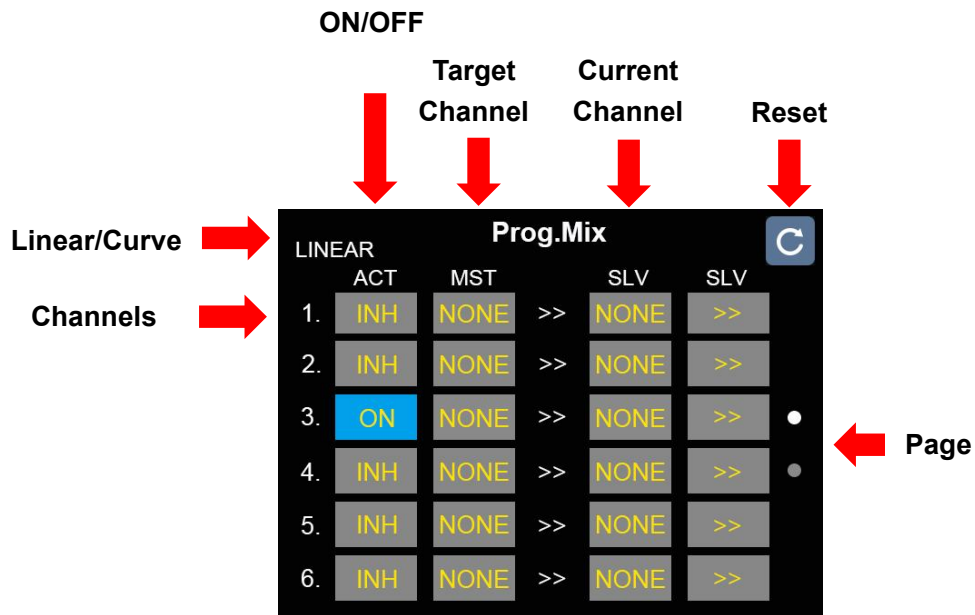 ON/OFF
Target Channel
Current Channel
Reset
Linear/Curve
Prog.Mix
LINEAR
ACT MST SLV SLV
Channels
1. INH NONE >> NONE >>
2. INH NONE >> NONE >>
3. ON NONE >> NONE >>
Page
4. INH NONE >> NONE >>
5. INH NONE >> NONE >>
6. INH NONE >> NONE >>